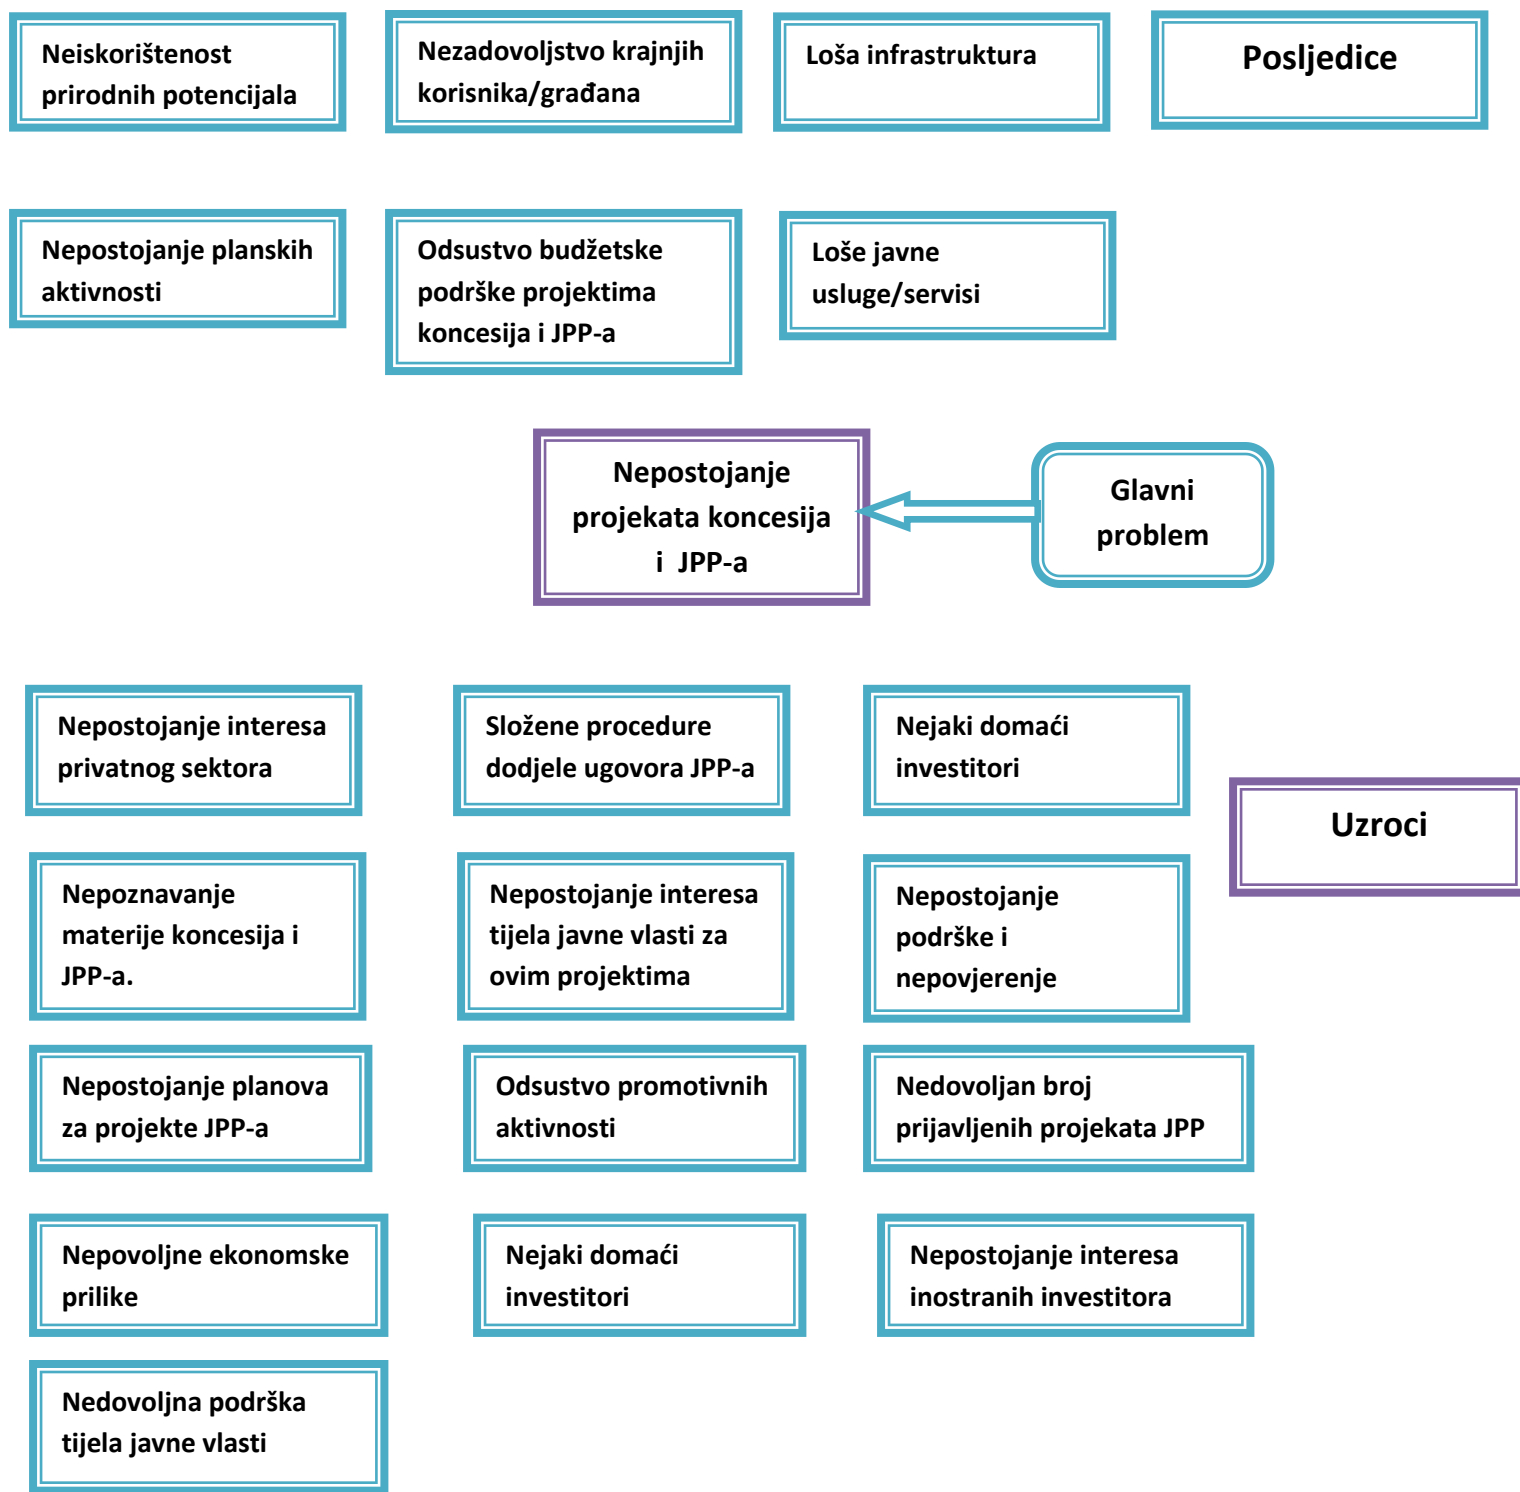 Neiskorištenost
prirodnih potencijala
Nezadovoljstvo krajnjih
korisnika/građana
Loša infrastruktura
Posljedice
Nepostojanje planskih
aktivnosti
Odsustvo budžetske
podrške projektima
koncesija i JPP-a
Loše javne
usluge/servisi
Nepostojanje
projekata koncesija
i JPP-a
Glavni
problem
Nepostojanje interesa
privatnog sektora
Složene procedure
dodjele ugovora JPP-a
Nejaki domaći
investitori
Uzroci
Nepoznavanje
materije koncesija i
JPP-a.
Nepostojanje interesa
tijela javne vlasti za
ovim projektima
Nepostojanje
podrške i
nepovjerenje
Nepostojanje planova
za projekte JPP-a
Odsustvo promotivnih
aktivnosti
Nedovoljan broj
prijavljenih projekata JPP
Nepovoljne ekonomske
prilike
Nejaki domaći
investitori
Nepostojanje interesa
inostranih investitora
Nedovoljna podrška
tijela javne vlasti